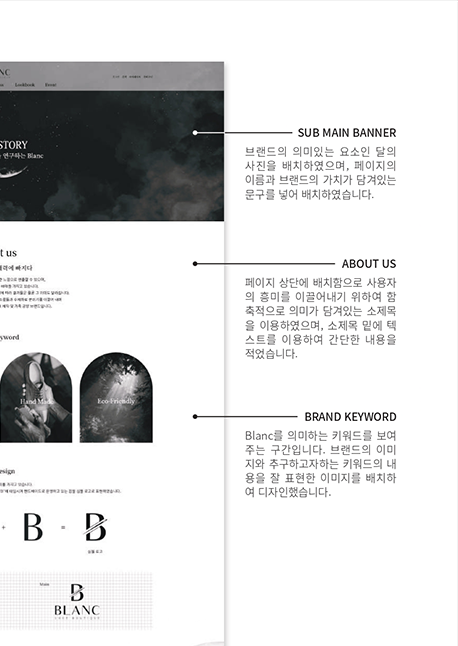 NC
Lookbook
Event
STORY
연구하는 Blanc
t us
력에 빠지다
yword
Hand Made
Eco-Friendly
esign
+ B = B
심볼 로고
Main
B
BLANC
SUB MAIN BANNER
브랜드의 의미있는 요소인 달의
사진을 배치하였으며, 페이지의
이름과 브랜드의 가치가 담겨있는
문구를 넣어 배치하였습니다.
ABOUT US
페이지 상단에 배치함으로 사용자
의 흥미를 이끌어내기 위하여 함
축적으로 의미가 담겨있는 소제목
을 이용하였으며, 소제목 밑에 텍
스트를 이용하여 간단한 내용을
적었습니다.
BRAND KEYWORD
Blanc를 의미하는 키워드를 보여
주는 구간입니다. 브랜드의 이미
지와 추구하고자하는 키워드의 내
용을 잘 표현한 이미지를 배치하
여 디자인했습니다.